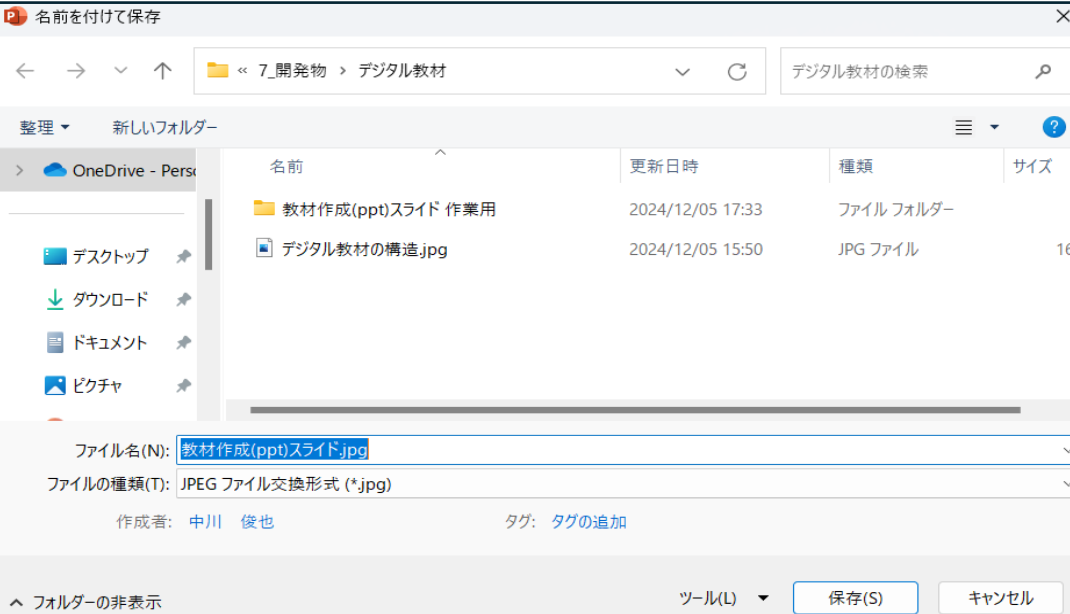 名前を付けて保存
« 7_開発物 › デジタル教材
デジタル教材の検索
整理
新しいフォルダー
OneDrive - Perso
名前 更新日時 種類 サイズ
教材作成(ppt)スライド 作業用 2024/12/05 17:33 ファイル フォルダー
デジタル教材の構造.jpg 2024/12/05 15:50 JPG ファイル 16
デスクトップ
ダウンロード
ドキュメント
ピクチャ
ファイル名(N): 教材作成(ppt)スライド.jpg
ファイルの種類(T): JPEG ファイル交換形式 (*.jpg)
作成者: 中川 俊也 タグ: タグの追加
フォルダーの非表示 ツール(L) 保存(S) キャンセル